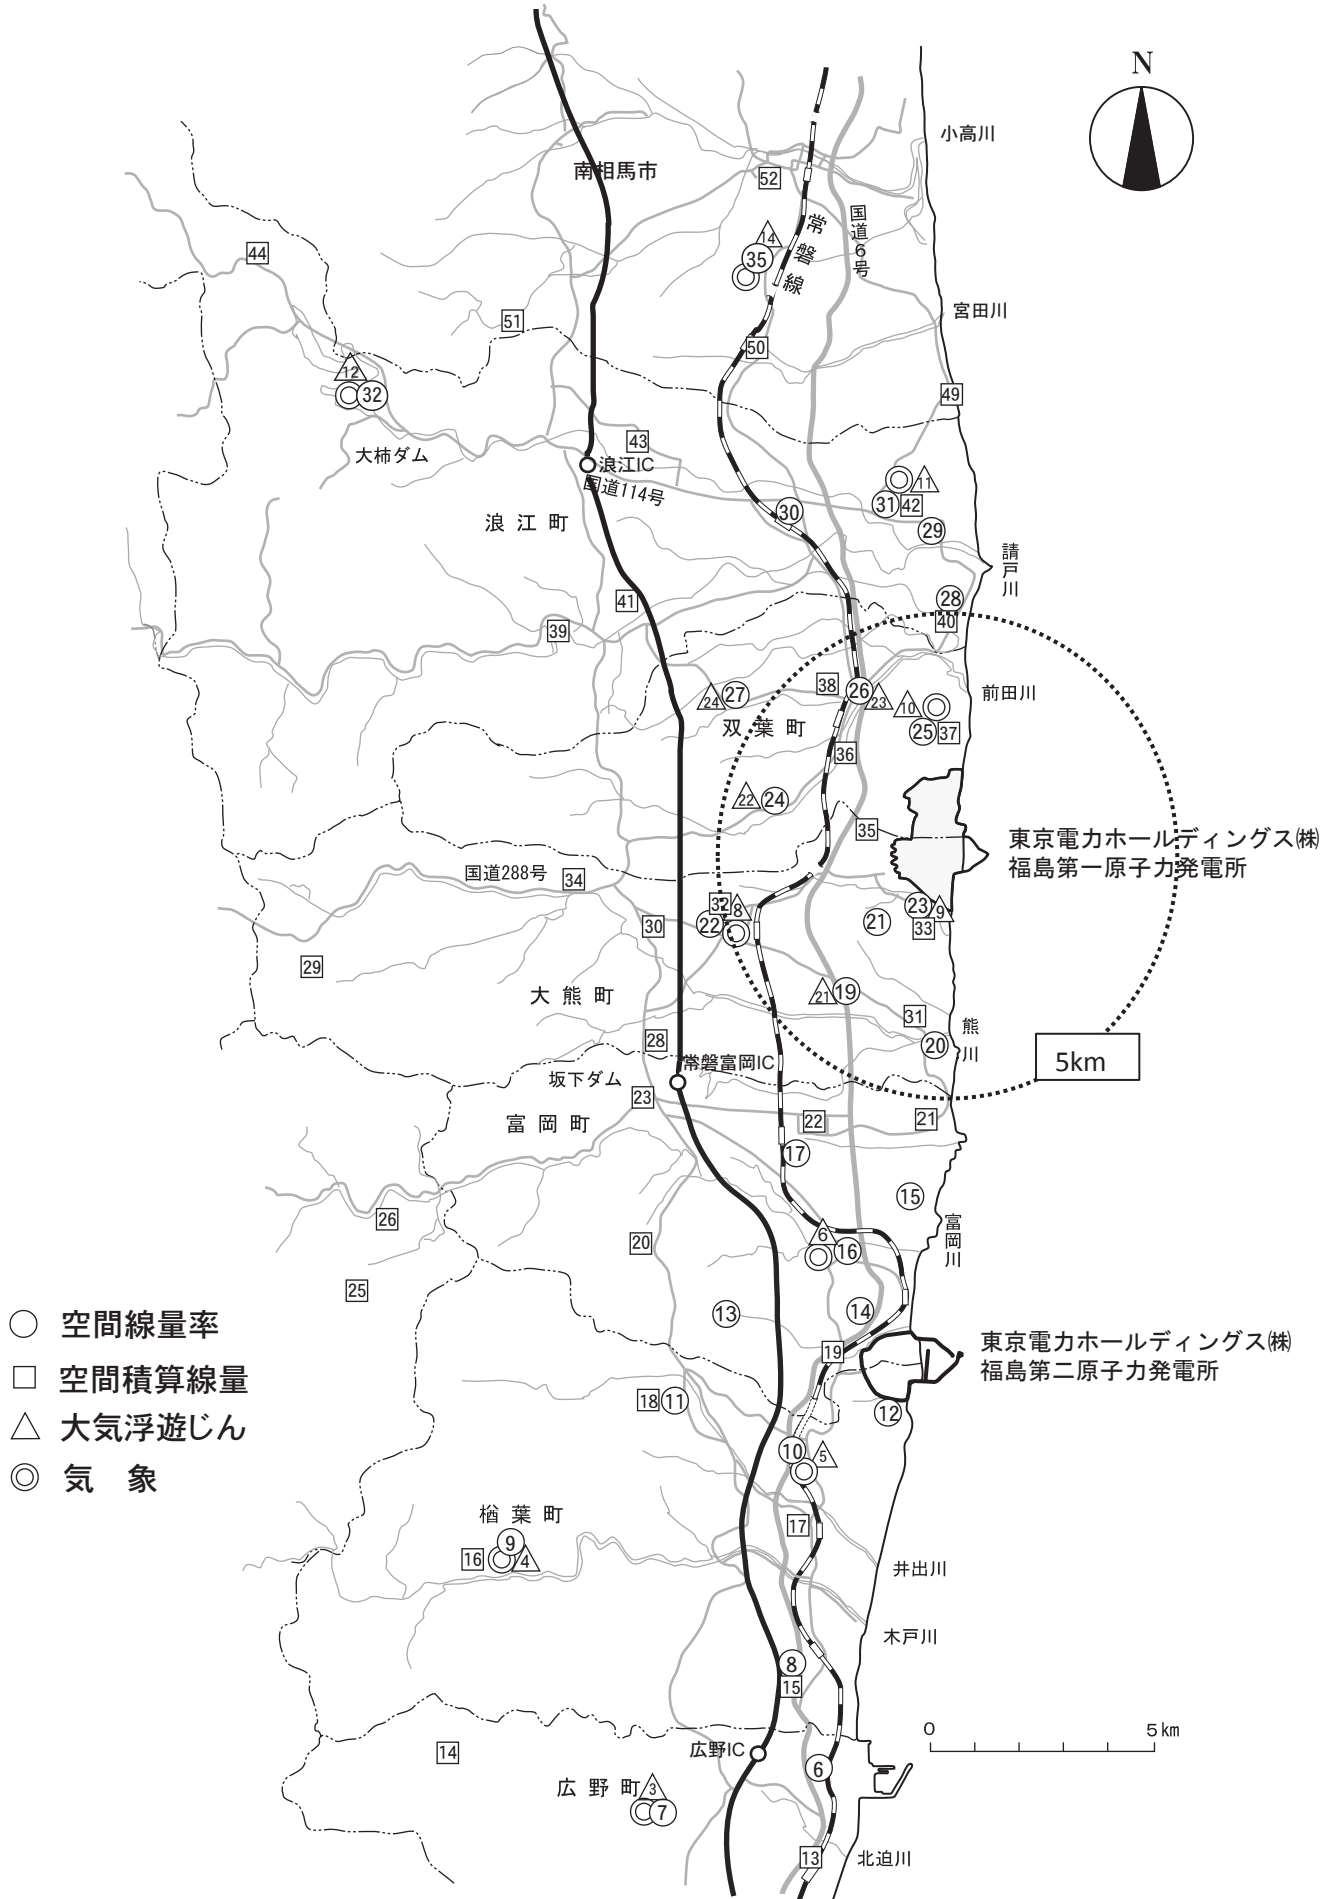 N
小高川
南相馬市
52
国道6号
常磐線
14
35
44
宮田川
51
50
12
32
49
43
大柿ダム
浪江IC
国道114号
11
31
42
30
29
浪江町
請戸川
28
41
40
39
38
26
23
10
前田川
24
27
25
37
双葉町
36
22
24
35
東京電力ホールディングス㈱
福島第一原子力発電所
国道288号
34
32
8
23
9
30
22
21
33
29
21
19
大熊町
31
熊川
28
20
常磐富岡IC
5km
坂下ダム
23
22
21
富岡町
17
15
26
富岡川
6
16
20
25
13
14
○ 空間線量率
19
東京電力ホールディングス㈱
福島第二原子力発電所
□ 空間積算線量
18
11
12
△ 大気浮遊じん
10
5
◎ 気 象
楢葉町
17
9
16
4
井出川
木戸川
8
15
0
5km
14
広野IC
6
広野町
3
7
13
北迫川